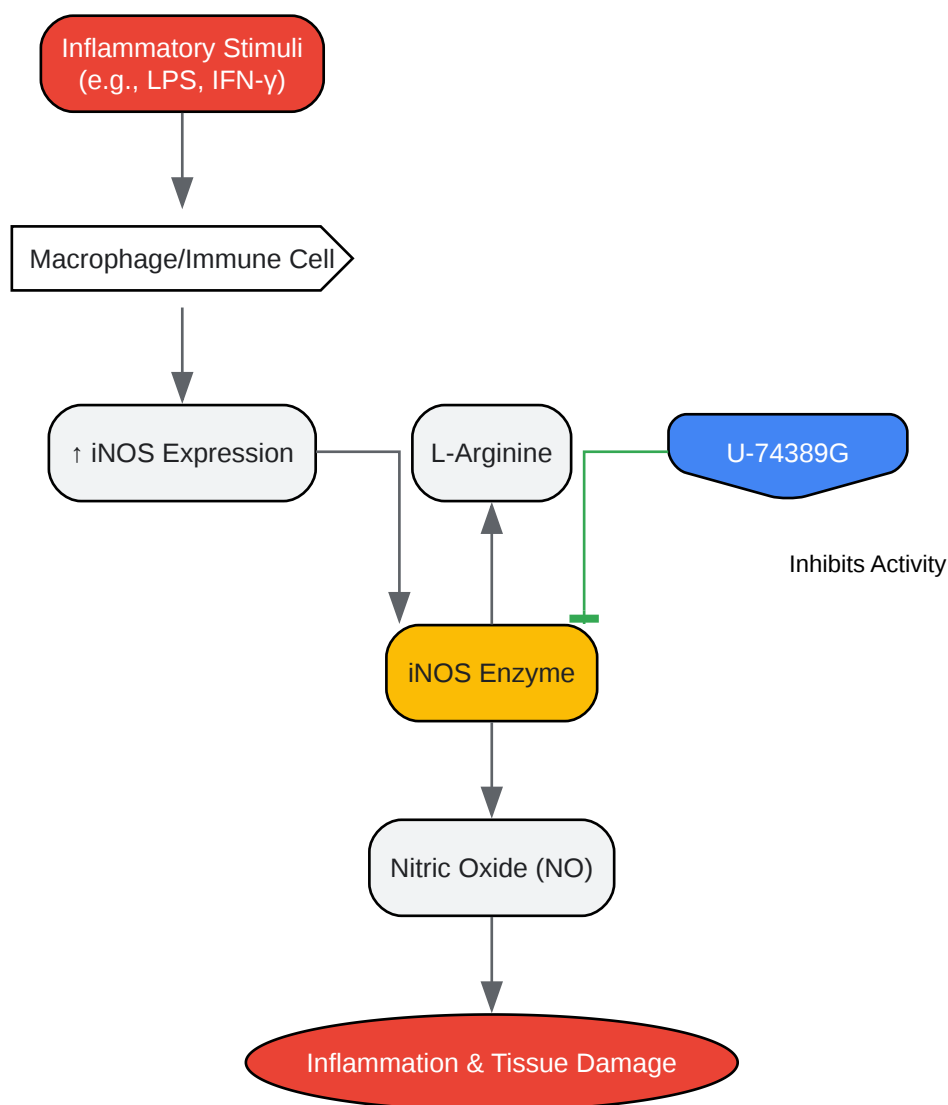 Inflammatory Stimuli
(e.g., LPS, IFN-γ)
Macrophage/Immune Cell
↑ iNOS Expression
L-Arginine
U-74389G
Inhibits Activity
iNOS Enzyme
Nitric Oxide (NO)
Inflammation & Tissue Damage